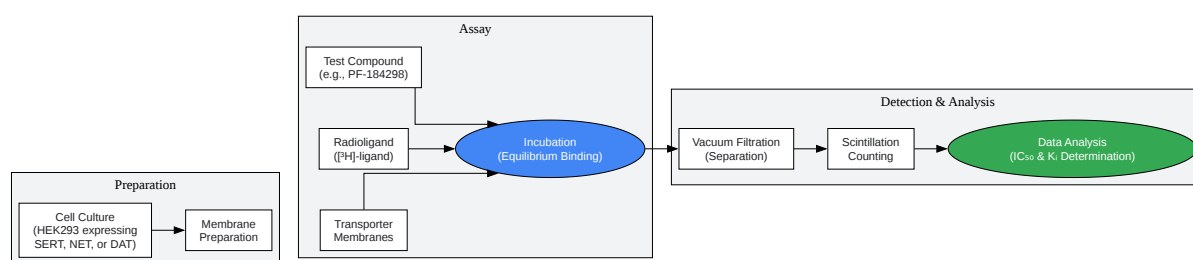 Preparation
Cell Culture
(HEK293 expressing
SERT, NET, or DAT)
Membrane
Preparation
Assay
Test Compound
(e.g., PF-184298)
Radioligand
([³H]-ligand)
Transporter
Membranes
Incubation
(Equilibrium Binding)
Detection & Analysis
Vacuum Filtration
(Separation)
Scintillation
Counting
Data Analysis
(IC₅₀ & Kᵢ Determination)